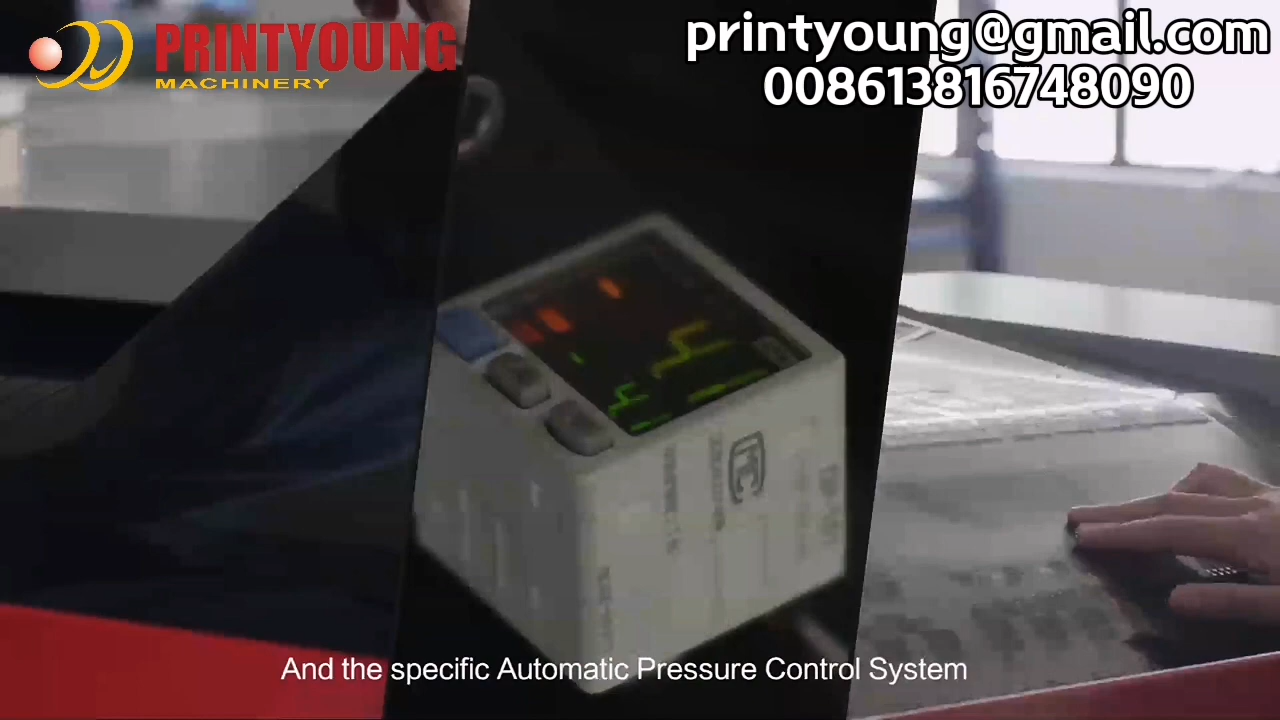 PRINTYOUNG
MACHINERY
printyoung@gmail.com
008613816748090
And the specific Automatic Pressure Control System